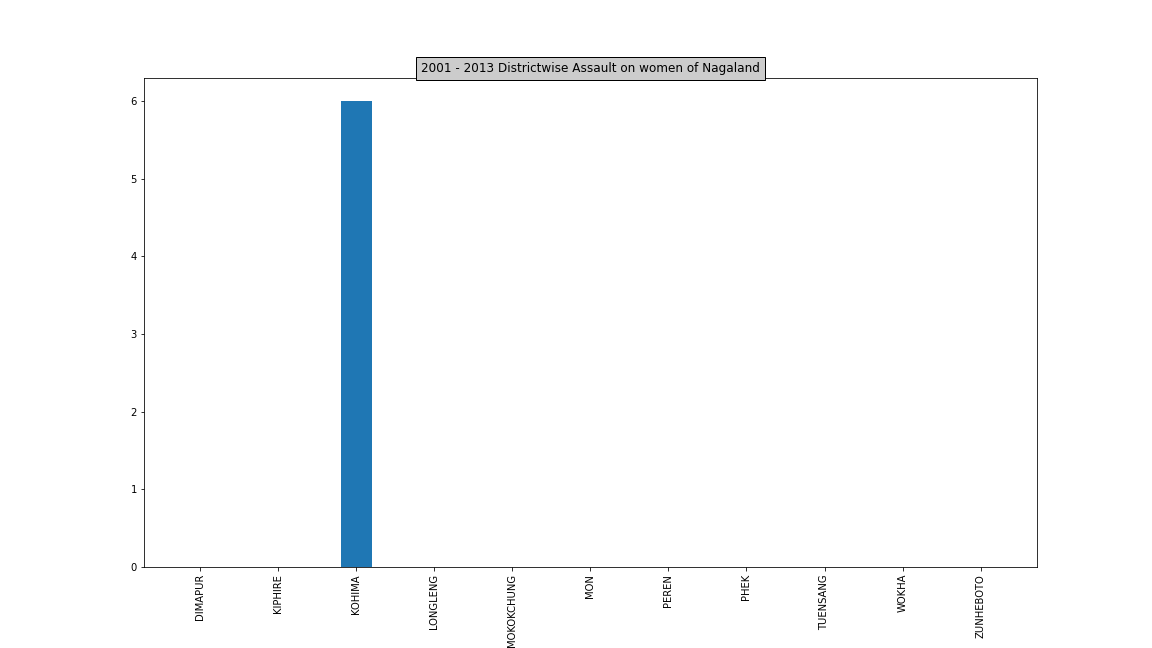 2001 - 2013 Districtwise Assault on women of Nagaland
6
5
4
3
2
1
0
DIMAPUR
KIPHIRE
KOHIMA
LONGLENG
MOKOKCHUNG
MON
PEREN
PHEK
TUENSANG
WOKHA
ZUNHEBOTO